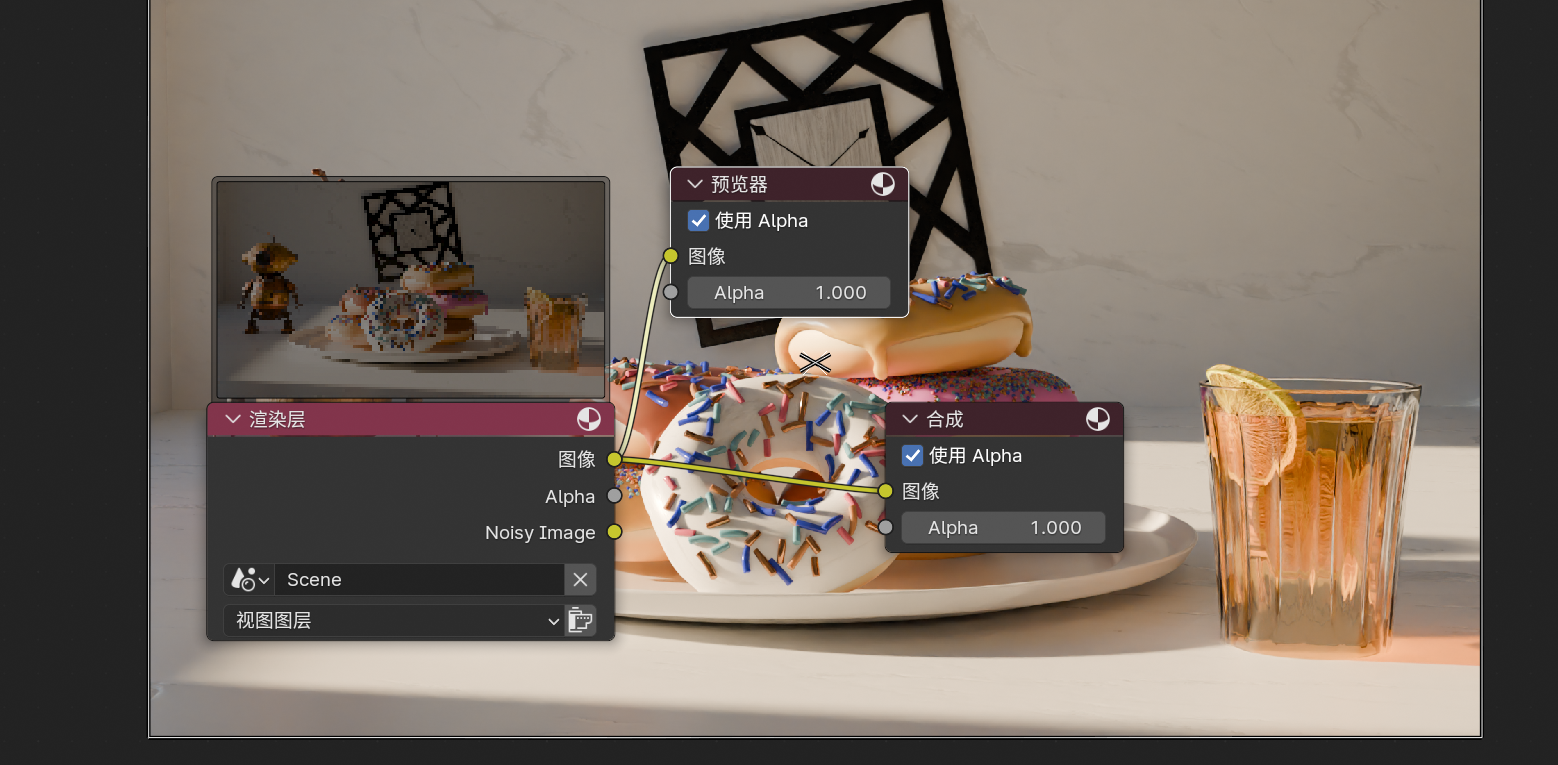 预览器
使用 Alpha
图像
Alpha 1.000
渲染层
图像
Alpha
Noisy Image
Scene
视图图层
合成
使用 Alpha
图像
Alpha 1.000